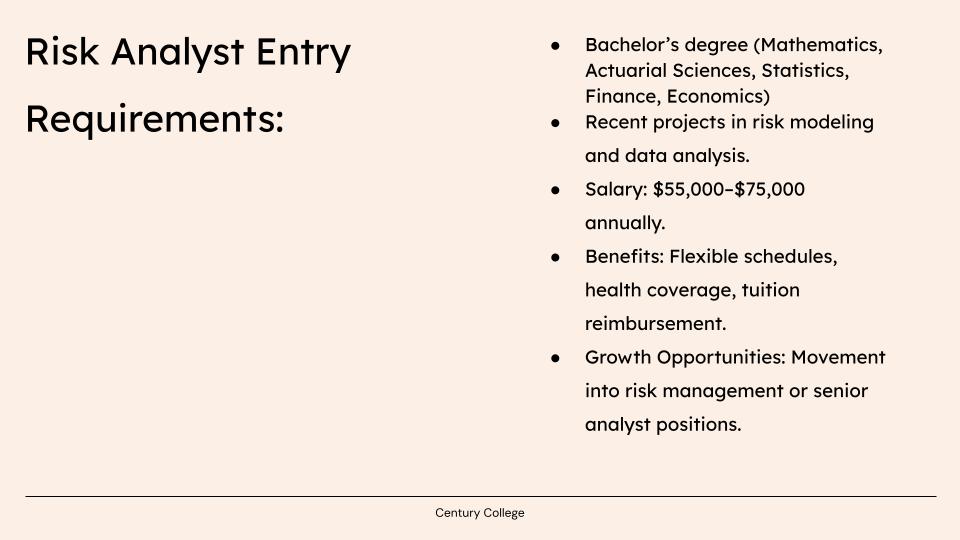 Risk Analyst Entry
Requirements:
● Bachelor’s degree (Mathematics,
Actuarial Sciences, Statistics,
Finance, Economics)
● Recent projects in risk modeling
and data analysis.
● Salary: $55,000–$75,000
annually.
● Benefits: Flexible schedules,
health coverage, tuition
reimbursement.
● Growth Opportunities: Movement
into risk management or senior
analyst positions.
Century College